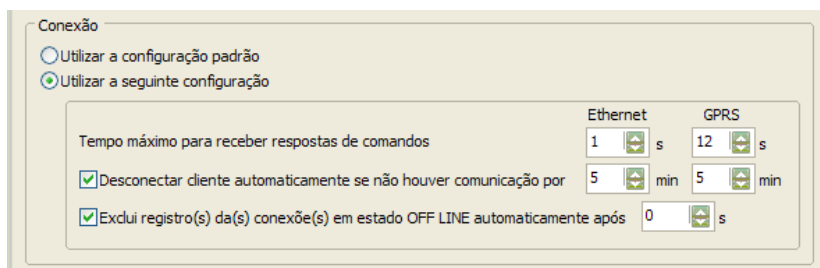 Conexão
Utilizar a configuração padrão
Utilizar a seguinte configuração
Ethernet GPRS
Tempo máximo para receber respostas de comandos 1 s 12 s
Desconectar cliente automaticamente se não houver comunicação por 5 min 5 min
Exclui registro(s) da(s) conexõe(s) em estado OFF LINE automaticamente após 0 s